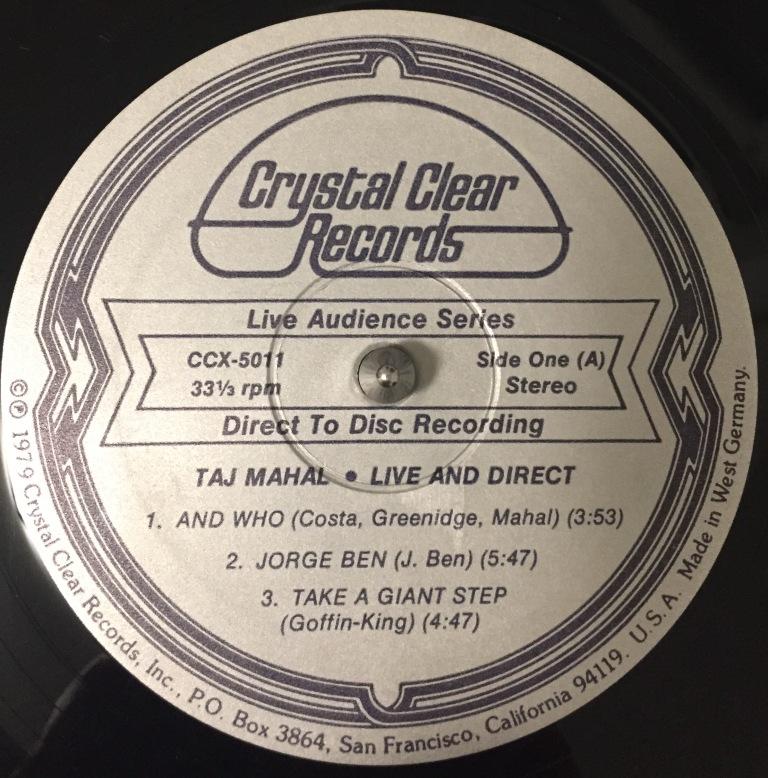 Crystal Clear
Records
Live Audience Series
CCX-5011
33⅓ rpm
Side One (A)
Stereo
Direct To Disc Recording
TAJ MAHAL • LIVE AND DIRECT
1. AND WHO (Costa, Greenidge, Mahal) (3:53)
2. JORGE BEN (J. Ben) (5:47)
3. TAKE A GIANT STEP
(Goffin-King) (4:47)
©℗ 1979 Crystal Clear Records, Inc., P.O. Box 3864, San Francisco, California 94119. U.S.A. Made in West Germany.